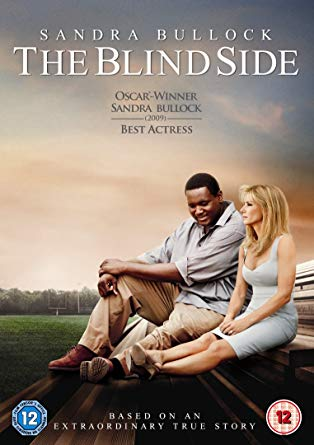 SANDRA BULLOCK
THE BLIND SIDE
OSCAR®-WINNER
SANDRA BULLOCK
(2009)
BEST ACTRESS
BASED ON AN
EXTRAORDINARY TRUE STORY
12
12